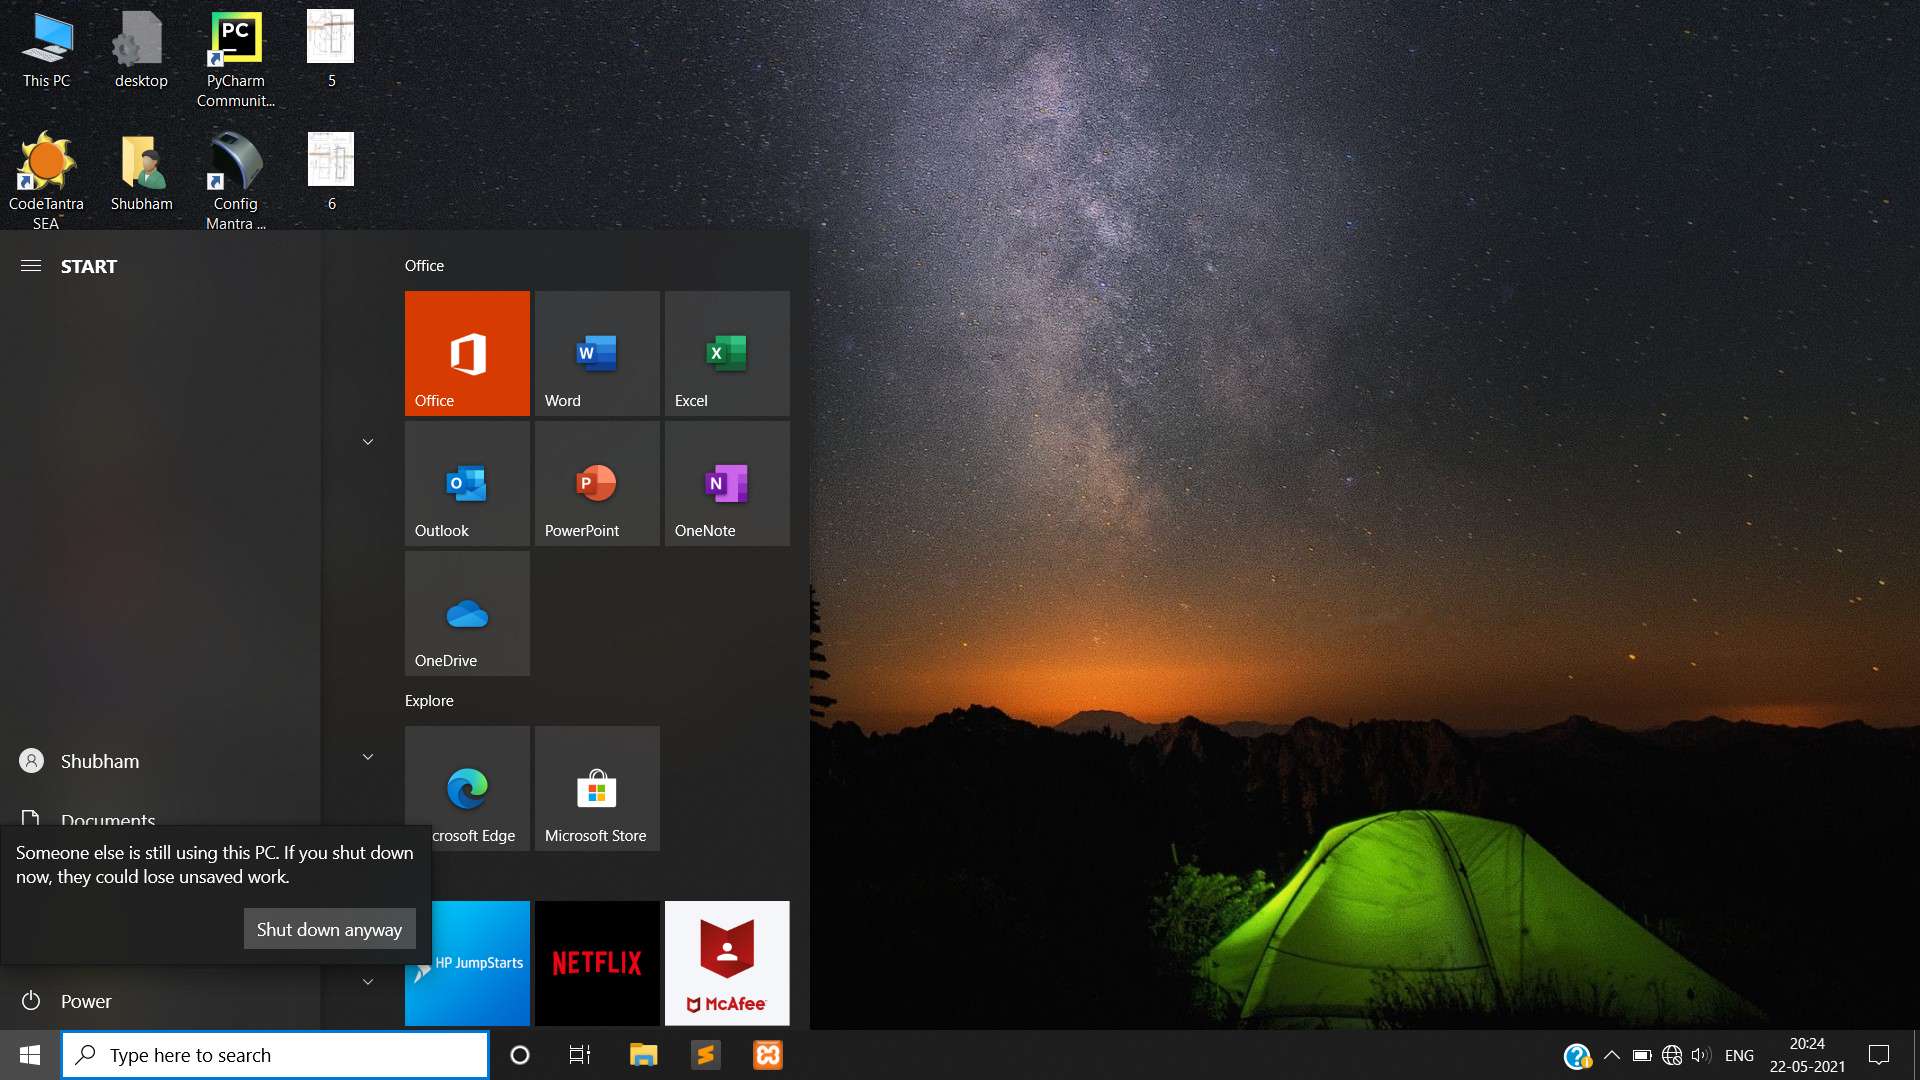 This PC
desktop
PyCharm
Communit...
5
CodeTantra
SEA
Shubham
Config
Mantra ...
6
START
Office
Office
Word
Excel
Outlook
PowerPoint
OneNote
OneDrive
Explore
Shubham
Documents
crosoft Edge
Microsoft Store
Someone else is still using this PC. If you shut down
now, they could lose unsaved work.
Shut down anyway
HP JumpStarts
NETFLIX
McAfee
Power
Type here to search
ENG
20:24
22-05-2021